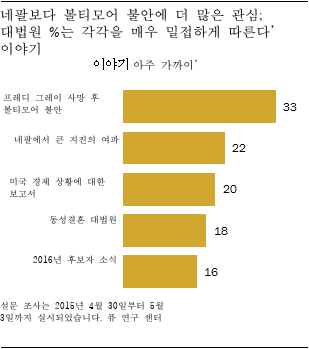 네팔보다 볼티모어 불안에 더 많은 관심;
대법원 %는 각각을 매우 밀접하게 따른다"
이야기
이야기 아주 가까이"
프레디 그레이 사망 후
볼티모어 불안
33
네팔에서 큰 지진의 여파
22
미국 경제 상황에 대한
보고서
20
동성결혼 대법원
18
2016년 후보자 소식
16
설문 조사는 2015년 4월 30일부터 5월
3일까지 실시되었습니다. 퓨 연구 센터